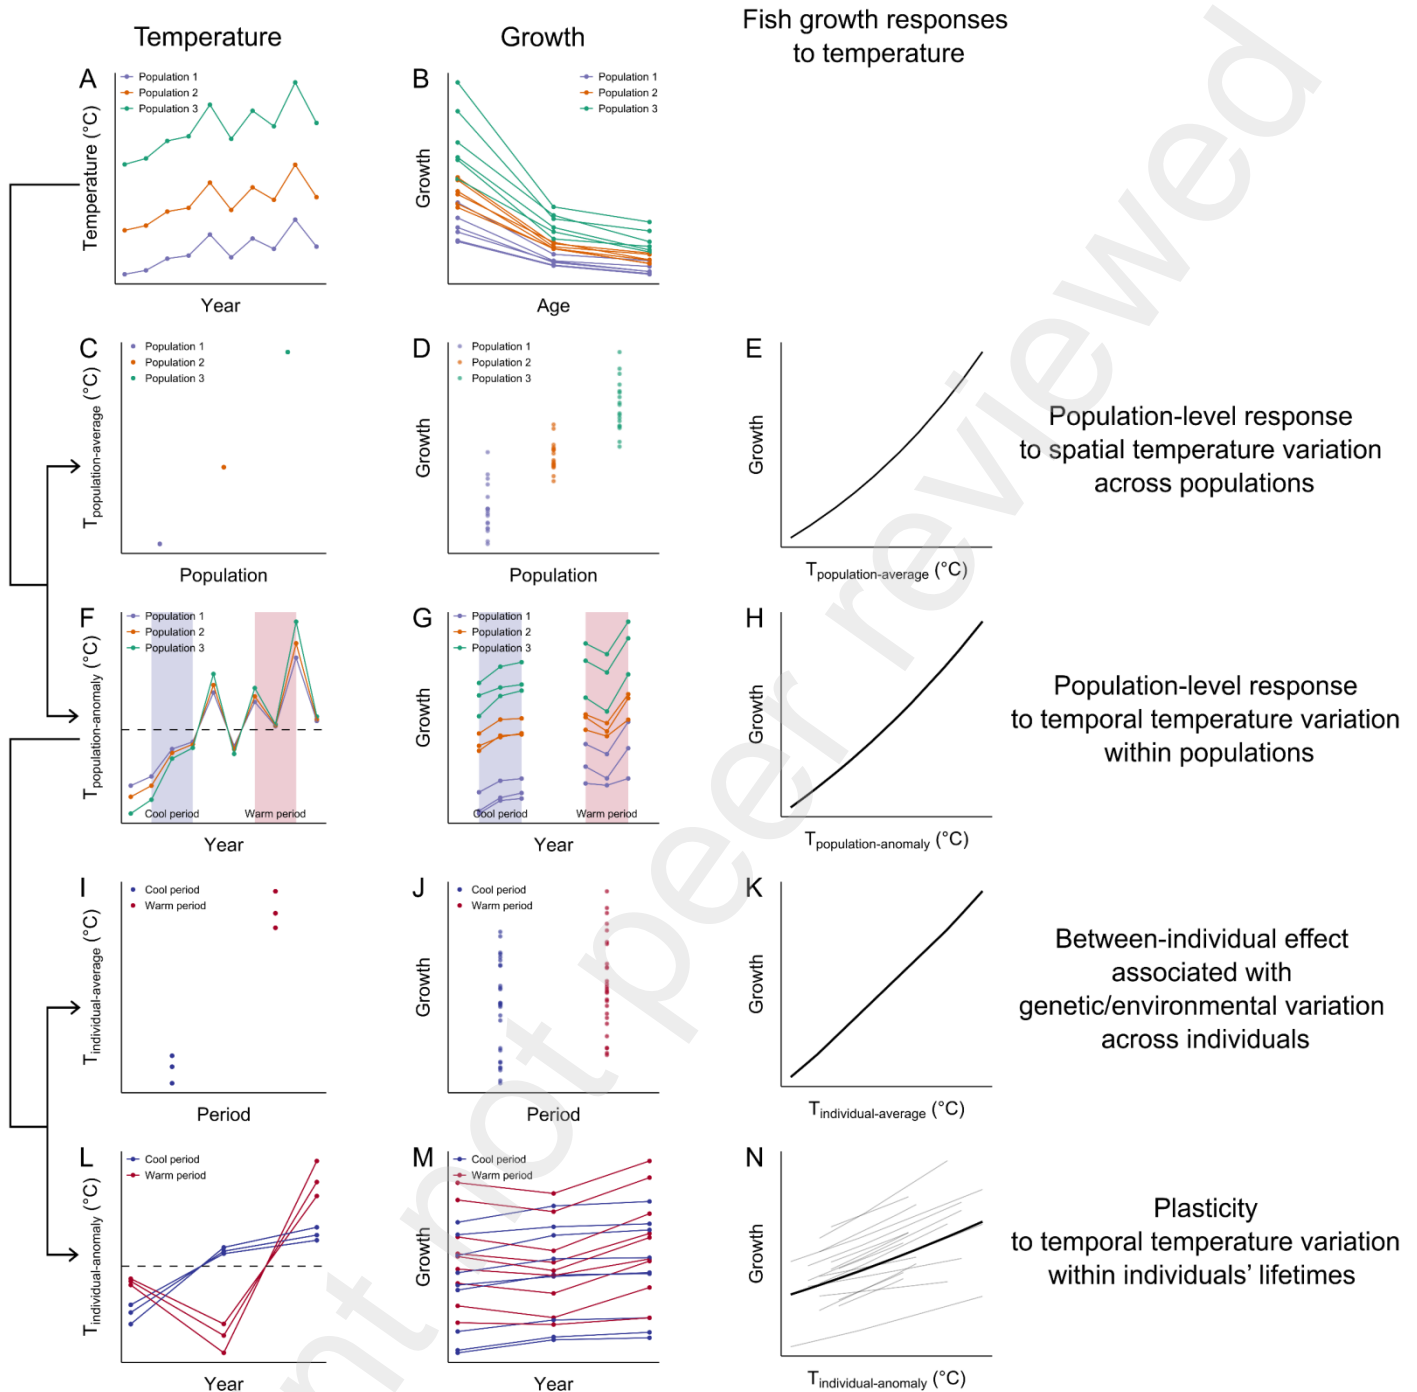 Temperature
Growth
Fish growth responses
to temperature
A
Population 1
Population 2
Population 3
Temperature (°C)
Year
B
Population 1
Population 2
Population 3
Growth
Age
C
Population 1
Population 2
Population 3
Tpopulation-average (°C)
Population
D
Population 1
Population 2
Population 3
Growth
Population
E
Growth
Tpopulation-average (°C)
Population-level response
to spatial temperature variation
across populations
F
Population 1
Population 2
Population 3
Tpopulation-anomaly (°C)
Cool period
Warm period
Year
G
Population 1
Population 2
Population 3
Growth
Cool period
Warm period
Year
H
Growth
Tpopulation-anomaly (°C)
Population-level response
to temporal temperature variation
within populations
I
Cool period
Warm period
Tindividual-average (°C)
Period
J
Cool period
Warm period
Growth
Period
K
Growth
Tindividual-average (°C)
Between-individual effect
associated with
genetic/environmental variation
across individuals
L
Cool period
Warm period
Tindividual-anomaly (°C)
Year
M
Cool period
Warm period
Growth
Year
N
Growth
Tindividual-anomaly (°C)
Plasticity
to temporal temperature variation
within individuals' lifetimes
not peer reviewed